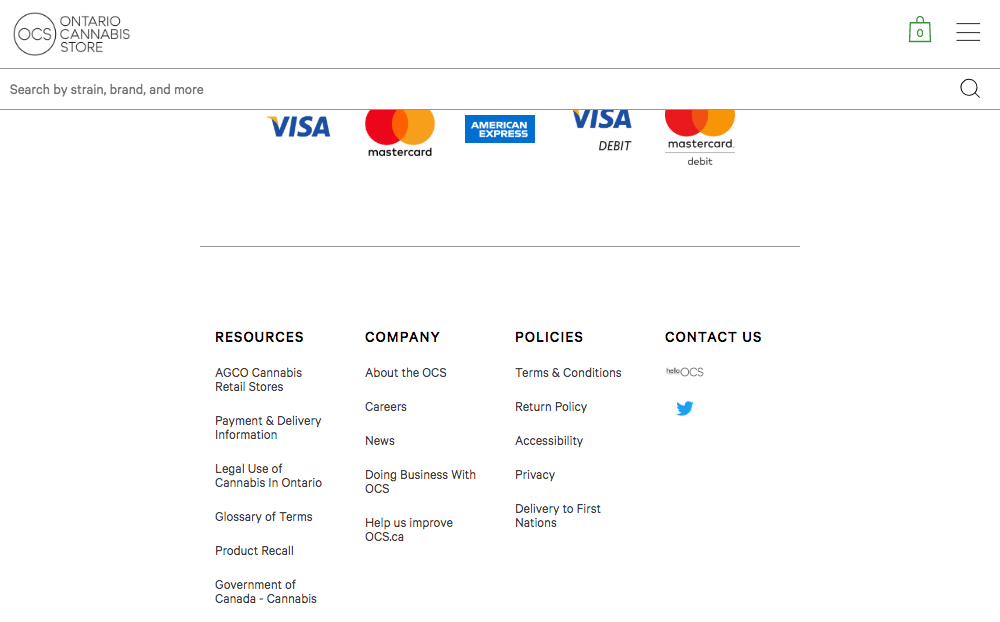 OCS
ONTARIO
CANNABIS
STORE
0
Search by strain, brand, and more
VISA
mastercard
AMERICAN
EXPRESS
VISA
DEBIT
mastercard.
debit
RESOURCES
AGCO Cannabis
Retail Stores
Payment & Delivery
Information
Legal Use of
Cannabis In Ontario
Glossary of Terms
Product Recall
Government of
Canada - Cannabis
COMPANY
About the OCS
Careers
News
Doing Business With
OCS
Help us improve
OCS.ca
POLICIES
Terms & Conditions
Return Policy
Accessibility
Privacy
Delivery to First
Nations
CONTACT US
helloOCS